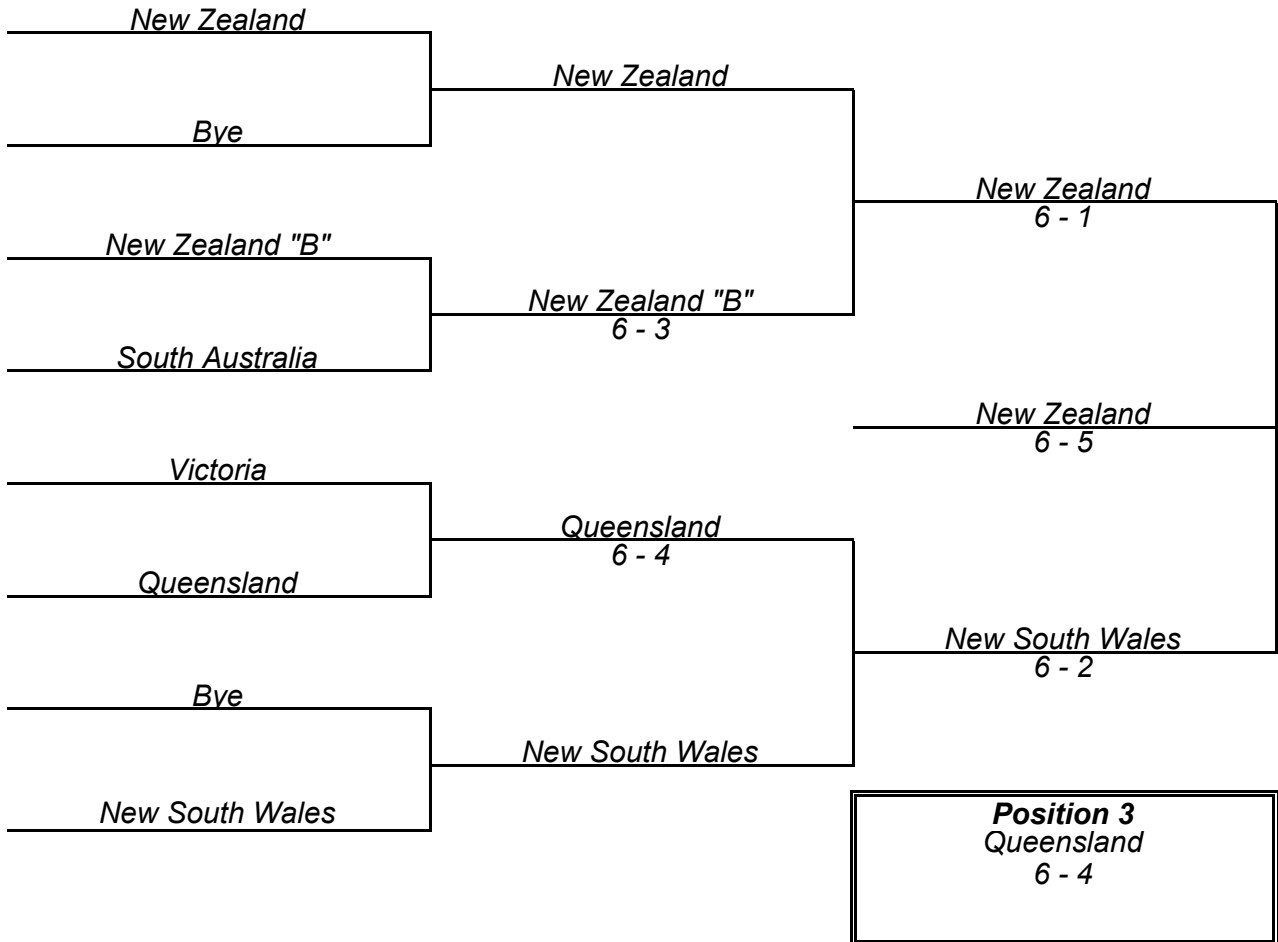 New Zealand
New Zealand
Bye
New Zealand
6 - 1
New Zealand "B"
New Zealand "B"
6 - 3
South Australia
New Zealand
6 - 5
Victoria
Queensland
6 - 4
Queensland
New South Wales
6 - 2
Bye
New South Wales
New South Wales
Position 3
Queensland
6 - 4